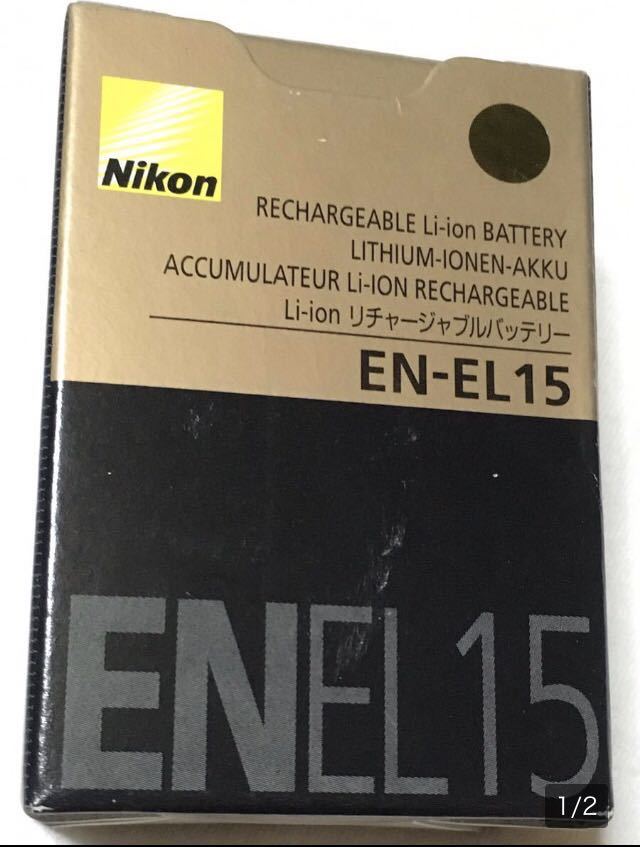 Nikon
RECHARGEABLE Li-ion BATTERY
LITHIUM-IONEN-AKKU
ACCUMULATEUR Li-ION RECHARGEABLE
Li-ion リチャージャブルバッテリー
EN-EL15
ENEL15
1/2